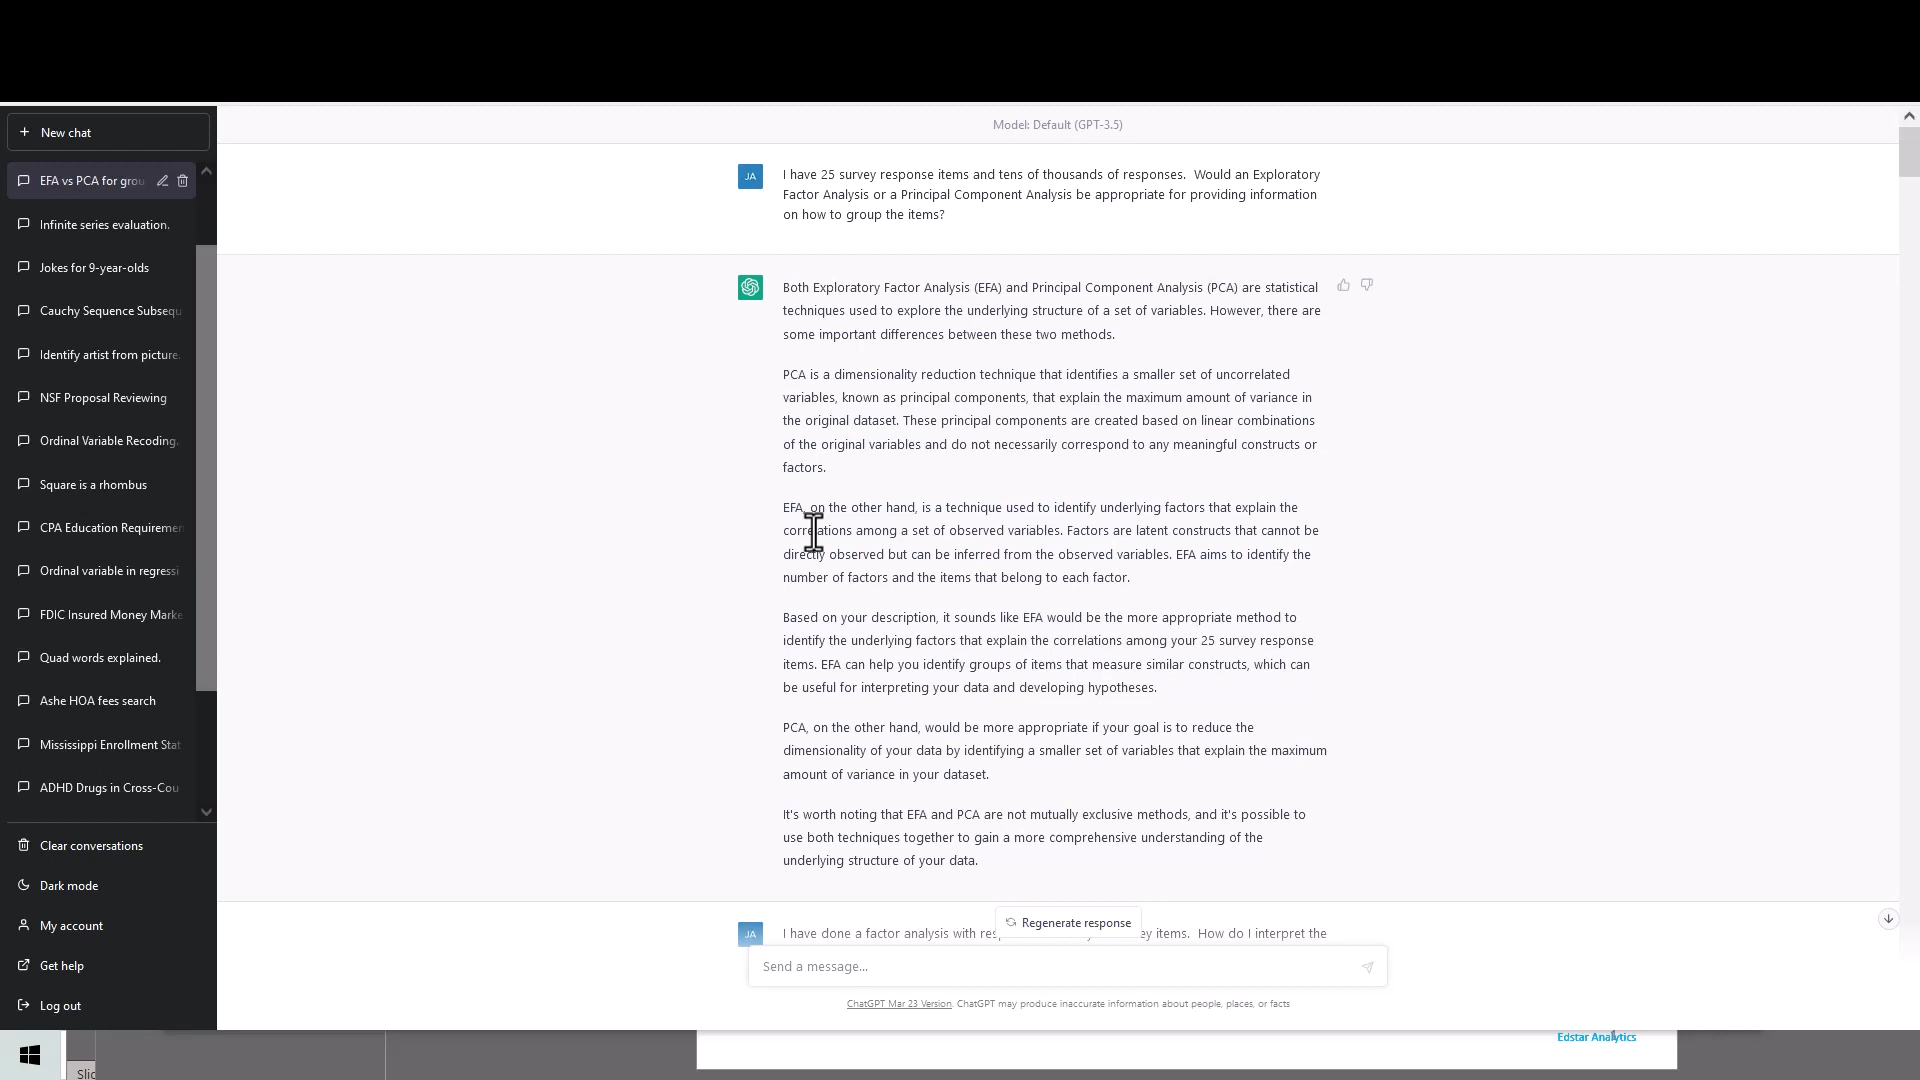 New chat
EFA vs PCA for grou
Infinite series evaluation.
Jokes for 9-year-olds
Cauchy Sequence Subsequ
Identify artist from picture.
NSF Proposal Reviewing
Ordinal Variable Recoding.
Square is a rhombus
CPA Education Requiremen
Ordinal variable in regressi
FDIC Insured Money Marke
Quad words explained.
Ashe HOA fees search
Mississippi Enrollment Stat
ADHD Drugs in Cross-Cou
Clear conversations
Dark mode
My account
Get help
Log out
Model: Default (GPT-3.5)
JA
I have 25 survey response items and tens of thousands of responses.  Would an Exploratory
Factor Analysis or a Principal Component Analysis be appropriate for providing information
on how to group the items?
Both Exploratory Factor Analysis (EFA) and Principal Component Analysis (PCA) are statistical
techniques used to explore the underlying structure of a set of variables. However, there are
some important differences between these two methods.
PCA is a dimensionality reduction technique that identifies a smaller set of uncorrelated
variables, known as principal components, that explain the maximum amount of variance in
the original dataset. These principal components are created based on linear combinations
of the original variables and do not necessarily correspond to any meaningful constructs or
factors.
EFA, on the other hand, is a technique used to identify underlying factors that explain the
correlations among a set of observed variables. Factors are latent constructs that cannot be
directly observed but can be inferred from the observed variables. EFA aims to identify the
number of factors and the items that belong to each factor.
Based on your description, it sounds like EFA would be the more appropriate method to
identify the underlying factors that explain the correlations among your 25 survey response
items. EFA can help you identify groups of items that measure similar constructs, which can
be useful for interpreting your data and developing hypotheses.
PCA, on the other hand, would be more appropriate if your goal is to reduce the
dimensionality of your data by identifying a smaller set of variables that explain the maximum
amount of variance in your dataset.
It's worth noting that EFA and PCA are not mutually exclusive methods, and it's possible to
use both techniques together to gain a more comprehensive understanding of the
underlying structure of your data.
Regenerate response
JA
I have done a factor analysis with items.  How do I interpret the
Send a message...
ChatGPT Mar 23 Version. ChatGPT may produce inaccurate information about people, places, or facts
Edstar Analytics
Slid